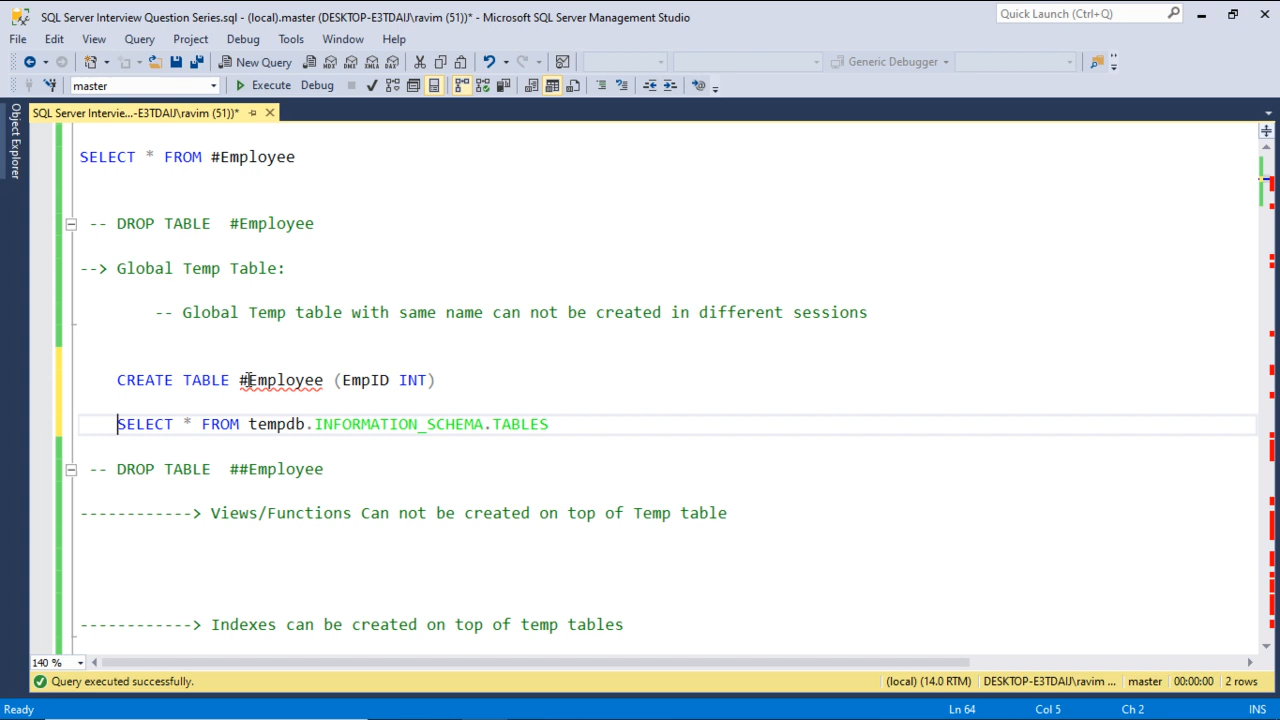 SQL Server Interview Question Series.sql - (local).master (DESKTOP-E3TDAIJ\ravim (51))* - Microsoft SQL Server Management Studio
Quick Launch (Ctrl+Q)
File Edit View Query Project Debug Tools Window Help
New Query
Generic Debugger
master
Execute Debug
SQL Server Intervie...-E3TDAIJ\ravim (51))*
Object Explorer
SELECT * FROM #Employee
-- DROP TABLE  #Employee
--> Global Temp Table:
-- Global Temp table with same name can not be created in different sessions
CREATE TABLE #Employee (EmpID INT)
SELECT * FROM tempdb.INFORMATION_SCHEMA.TABLES
-- DROP TABLE  ##Employee
------------> Views/Functions Can not be created on top of Temp table
------------> Indexes can be created on top of temp tables
140 %
Query executed successfully.
(local) (14.0 RTM) DESKTOP-E3TDAIJ\ravim ... master 00:00:00 2 rows
Ready Ln 64 Col 5 Ch 2 INS